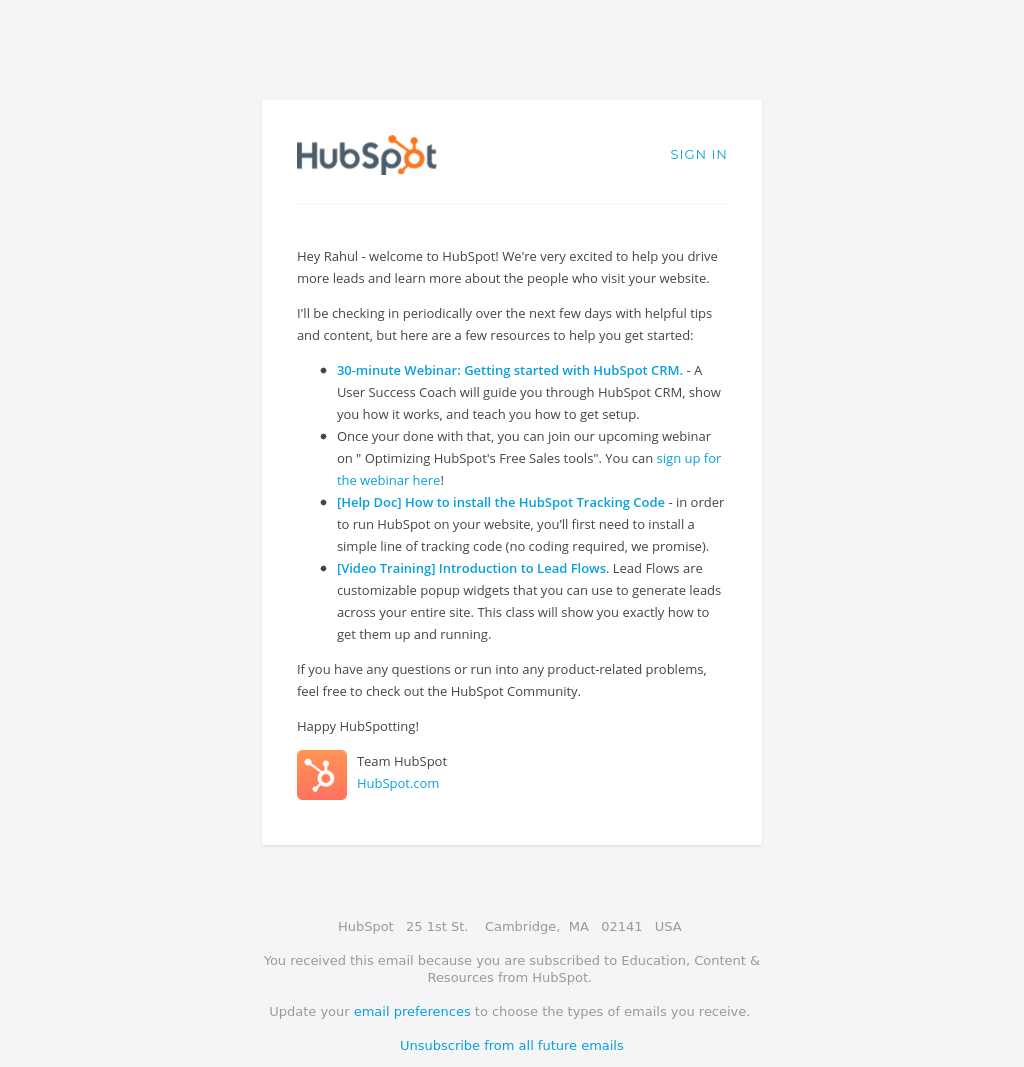 HubSpot
SIGN IN
Hey Rahul - welcome to HubSpot! We're very excited to help you drive
more leads and learn more about the people who visit your website.
I'll be checking in periodically over the next few days with helpful tips
and content, but here are a few resources to help you get started:
• 30-minute Webinar: Getting started with HubSpot CRM. - A
User Success Coach will guide you through HubSpot CRM, show
you how it works, and teach you how to get setup.
• Once your done with that, you can join our upcoming webinar
on " Optimizing HubSpot's Free Sales tools". You can sign up for
the webinar here!
• [Help Doc] How to install the HubSpot Tracking Code - in order
to run HubSpot on your website, you’ll first need to install a
simple line of tracking code (no coding required, we promise).
• [Video Training] Introduction to Lead Flows. Lead Flows are
customizable popup widgets that you can use to generate leads
across your entire site. This class will show you exactly how to
get them up and running.
If you have any questions or run into any product-related problems,
feel free to check out the HubSpot Community.
Happy HubSpotting!
Team HubSpot
HubSpot.com
HubSpot 25 1st St. Cambridge, MA 02141 USA
You received this email because you are subscribed to Education, Content &
Resources from HubSpot.
Update your email preferences to choose the types of emails you receive.
Unsubscribe from all future emails